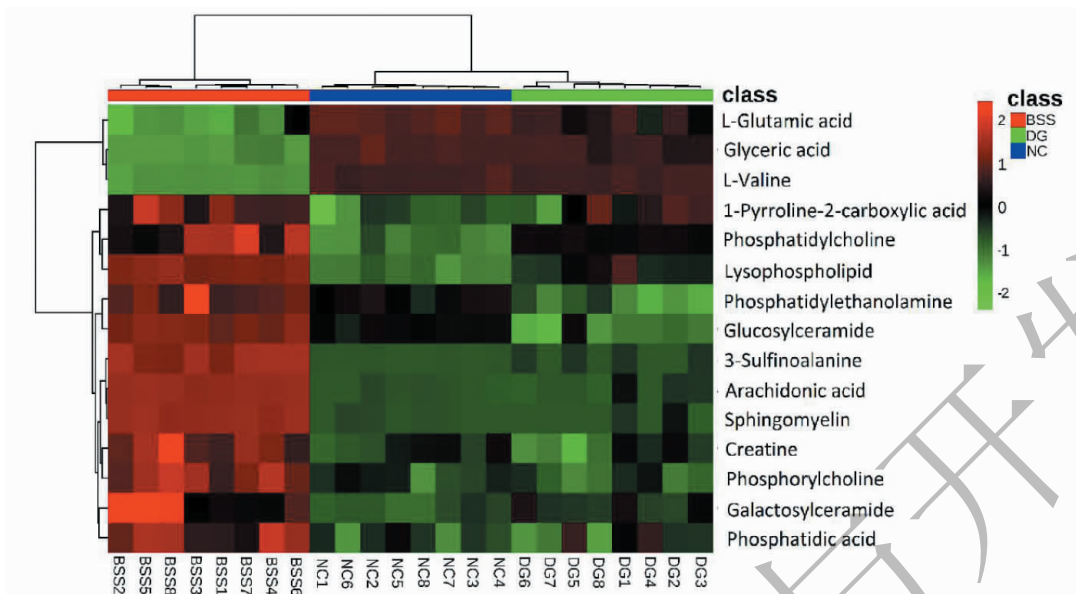 class
L-Glutamic acid
Glyceric acid
L-Valine
1-Pyrroline-2-carboxylic acid
Phosphatidylcholine
Lysophospholipid
Phosphatidylethanolamine
Glucosylceramide
3-Sulfinoalanine
Arachidonic acid
Sphingomyelin
Creatine
Phosphorylcholine
Galactosylceramide
Phosphatidic acid
2
1
0
-1
-2
class
BSS
DG
NC
BSS2
BSS5
BSS8
BSS3
BSS1
BSS7
BSS4
BSS6
NC1
NC6
NC2
NC5
NC8
NC7
NC3
NC4
DG6
DG7
DG5
DG8
DG1
DG4
DG2
DG3
开